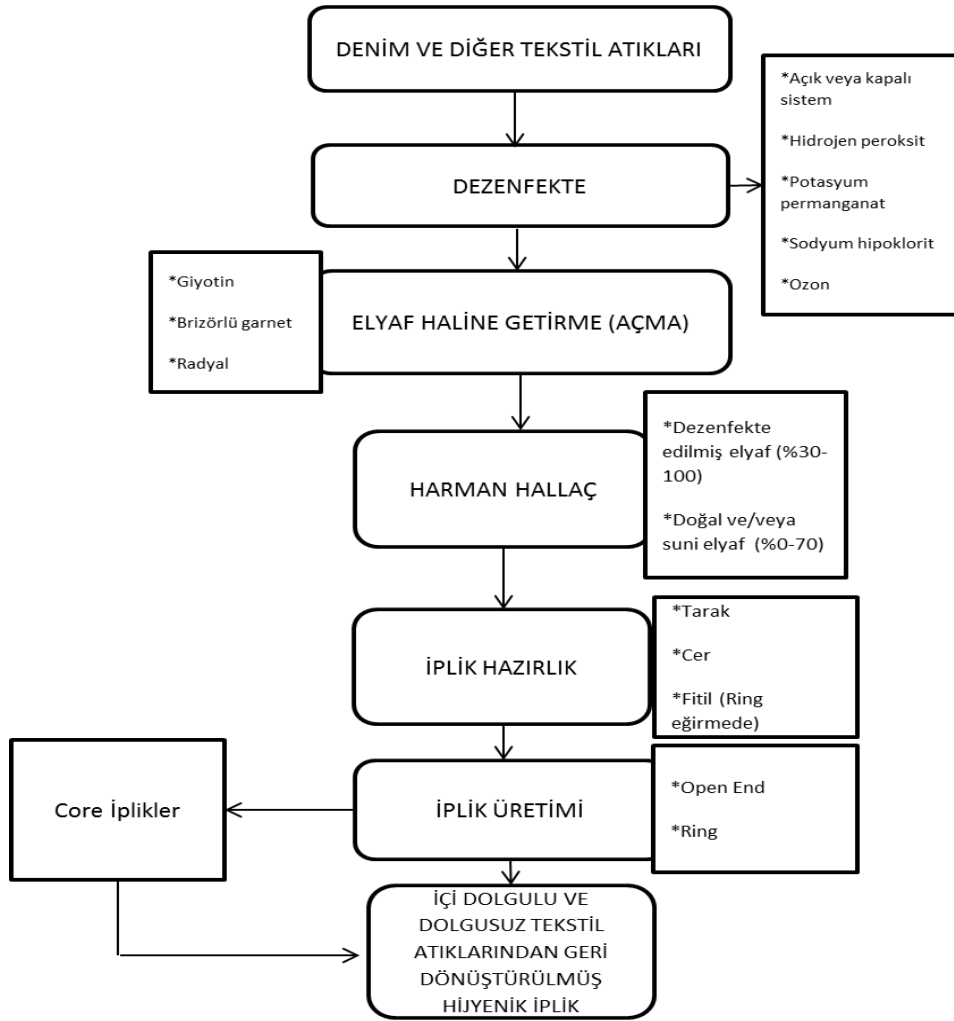 DENİM VE DİĞER TEKSTİL ATIKLARI
*Açık veya kapalı
sistem
*Hidrojen peroksit
*Potasyum
permanganat
*Sodyum hipoklorit
*Ozon
DEZENFEKTE
*Giyotin
*Brizörlü garnet
*Radyal
ELYAF HALİNE GETİRME (AÇMA)
HARMAN HALLAÇ
*Dezenfekte
edilmiş elyaf (%30-
100)
*Doğal ve/veya
suni elyaf (%0-70)
İPLİK HAZIRLIK
*Tarak
*Cer
*Fitil (Ring
eğirmede)
Core İplikler
İPLİK ÜRETİMİ
*Open End
*Ring
İÇİ DOLGULU VE
DOLGUSUZ TEKSTİL
ATIKLARINDAN GERİ
DÖNÜŞTÜRÜLMÜŞ
HİJYENİK İPLİK